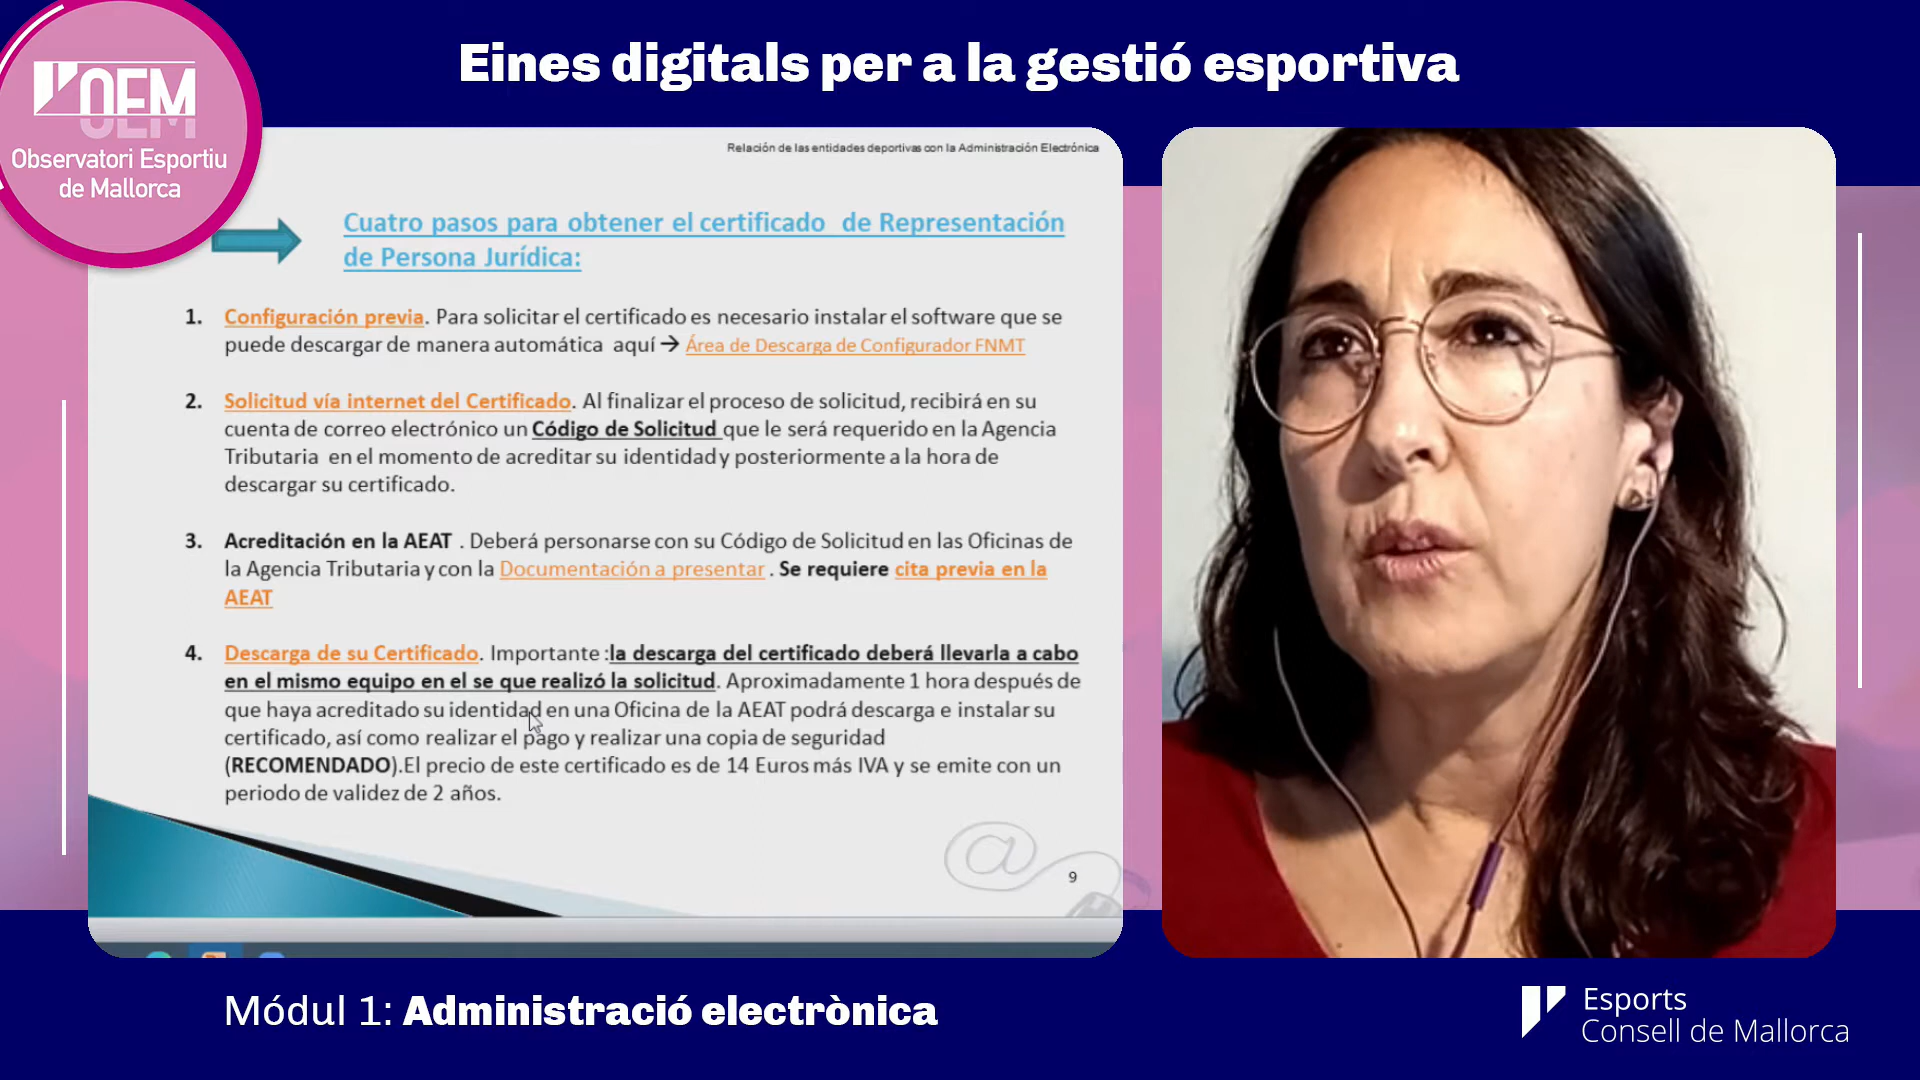 Eines digitals per a la gestió esportiva
OEM
Observatori Esportiu
de Mallorca
Relación de las entidades deportivas con la Administración Electrónica
Cuatro pasos para obtener el certificado de Representación
de Persona Jurídica:
1. Configuración previa. Para solicitar el certificado es necesario instalar el software que se
puede descargar de manera automática aquí → Área de Descarga de Configurador FNMT
2. Solicitud vía internet del Certificado. Al finalizar el proceso de solicitud, recibirá en su
cuenta de correo electrónico un Código de Solicitud que le será requerido en la Agencia
Tributaria en el momento de acreditar su identidad y posteriormente a la hora de
descargar su certificado.
3. Acreditación en la AEAT . Deberá personarse con su Código de Solicitud en las Oficinas de
la Agencia Tributaria y con la Documentación a presentar . Se requiere cita previa en la
AEAT
4. Descarga de su Certificado. Importante :la descarga del certificado deberá llevarla a cabo
en el mismo equipo en el se que realizó la solicitud. Aproximadamente 1 hora después de
que haya acreditado su identidad en una Oficina de la AEAT podrá descarga e instalar su
certificado, así como realizar el pago y realizar una copia de seguridad
(RECOMENDADO).El precio de este certificado es de 14 Euros más IVA y se emite con un
periodo de validez de 2 años.
@
9
Módul 1: Administració electrònica
Esports
Consell de Mallorca